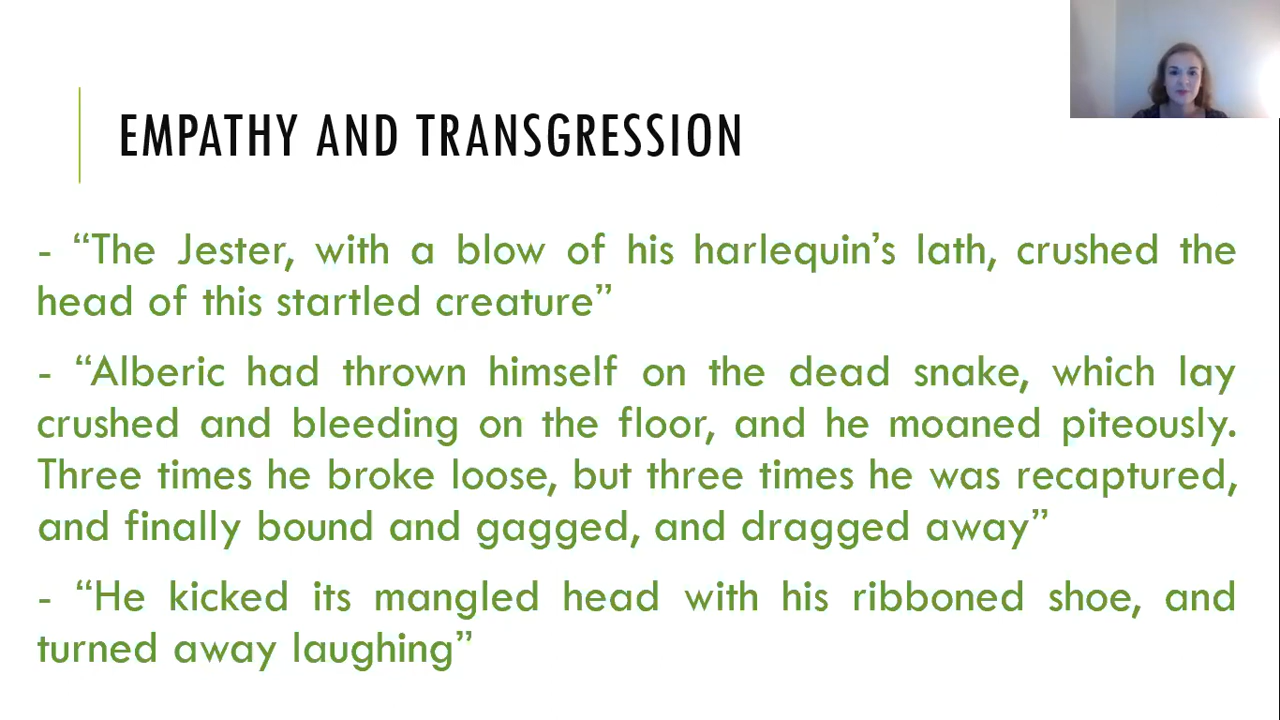 EMPATHY AND TRANSGRESSION
- “The Jester, with a blow of his harlequin’s lath, crushed the
head of this startled creature”
- “Alberic had thrown himself on the dead snake, which lay
crushed and bleeding on the floor, and he moaned piteously.
Three times he broke loose, but three times he was recaptured,
and finally bound and gagged, and dragged away”
- “He kicked its mangled head with his ribboned shoe, and
turned away laughing”